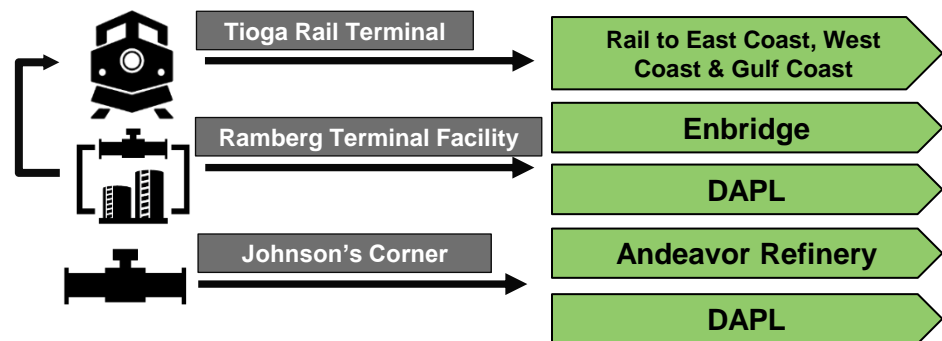 Tioga Rail Terminal
Rail to East Coast, West
Coast & Gulf Coast
Ramberg Terminal Facility
Enbridge
DAPL
Johnson’s Corner
Andeavor Refinery
DAPL